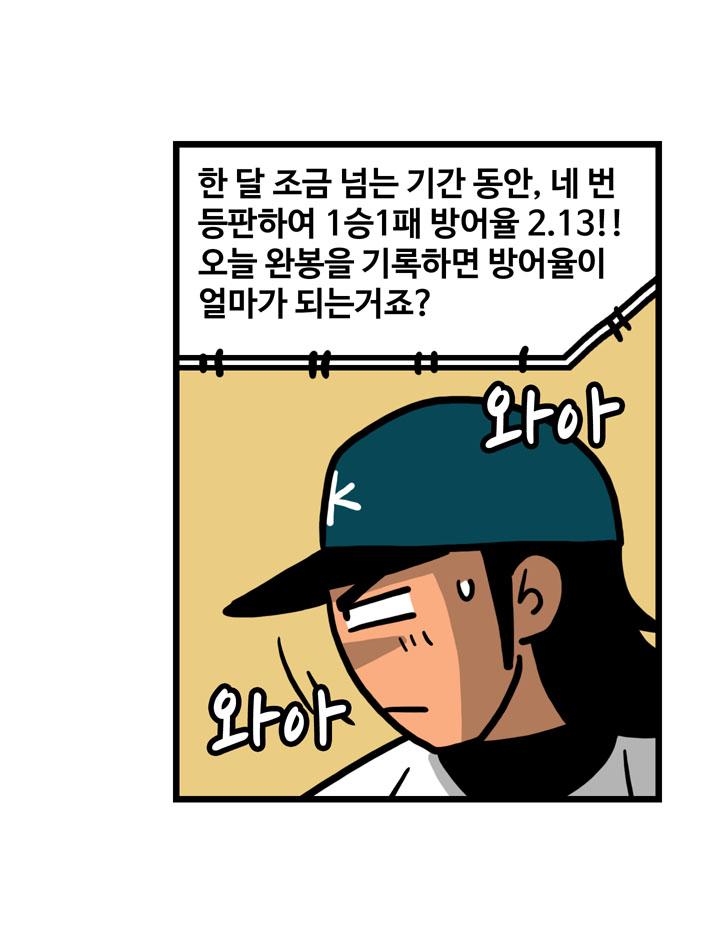 한 달 조금 넘는 기간 동안, 네 번
등판하여 1승1패 방어율 2.13!!
오늘 완봉을 기록하면 방어율이
얼마가 되는거죠?
와아
K
와아